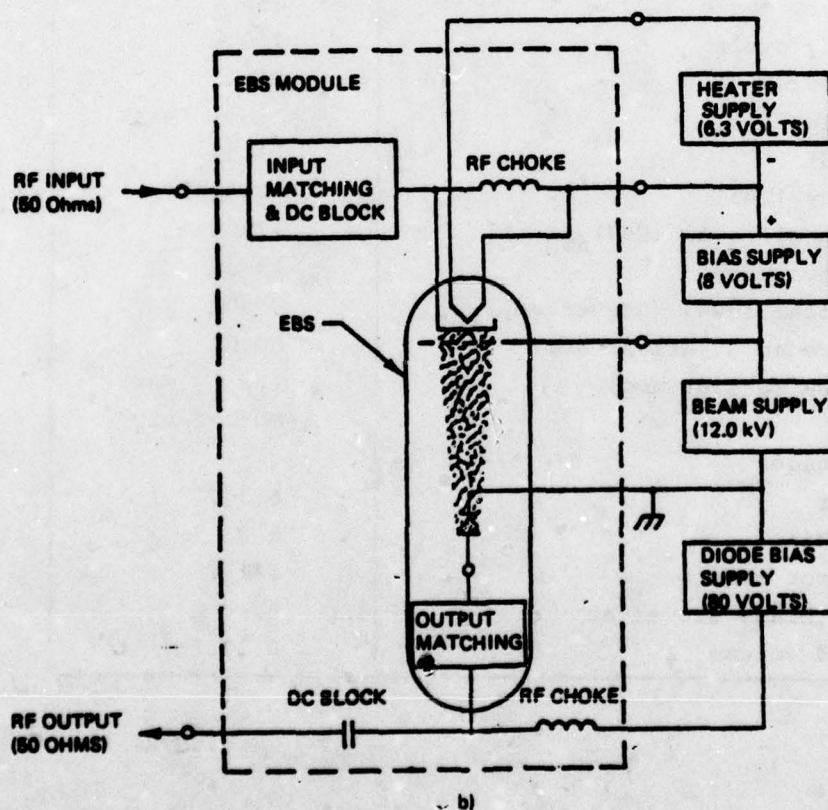 EBS MODULE
HEATER
SUPPLY
(6.3 VOLTS)
-
RF INPUT
(50 Ohms)
INPUT
MATCHING
& DC BLOCK
RF CHOKE
+
BIAS SUPPLY
(8 VOLTS)
EBS
BEAM SUPPLY
(12.0 kV)
DIODE BIAS
SUPPLY
(80 VOLTS)
OUTPUT
MATCHING
DC BLOCK
RF CHOKE
RF OUTPUT
(50 OHMS)
b)